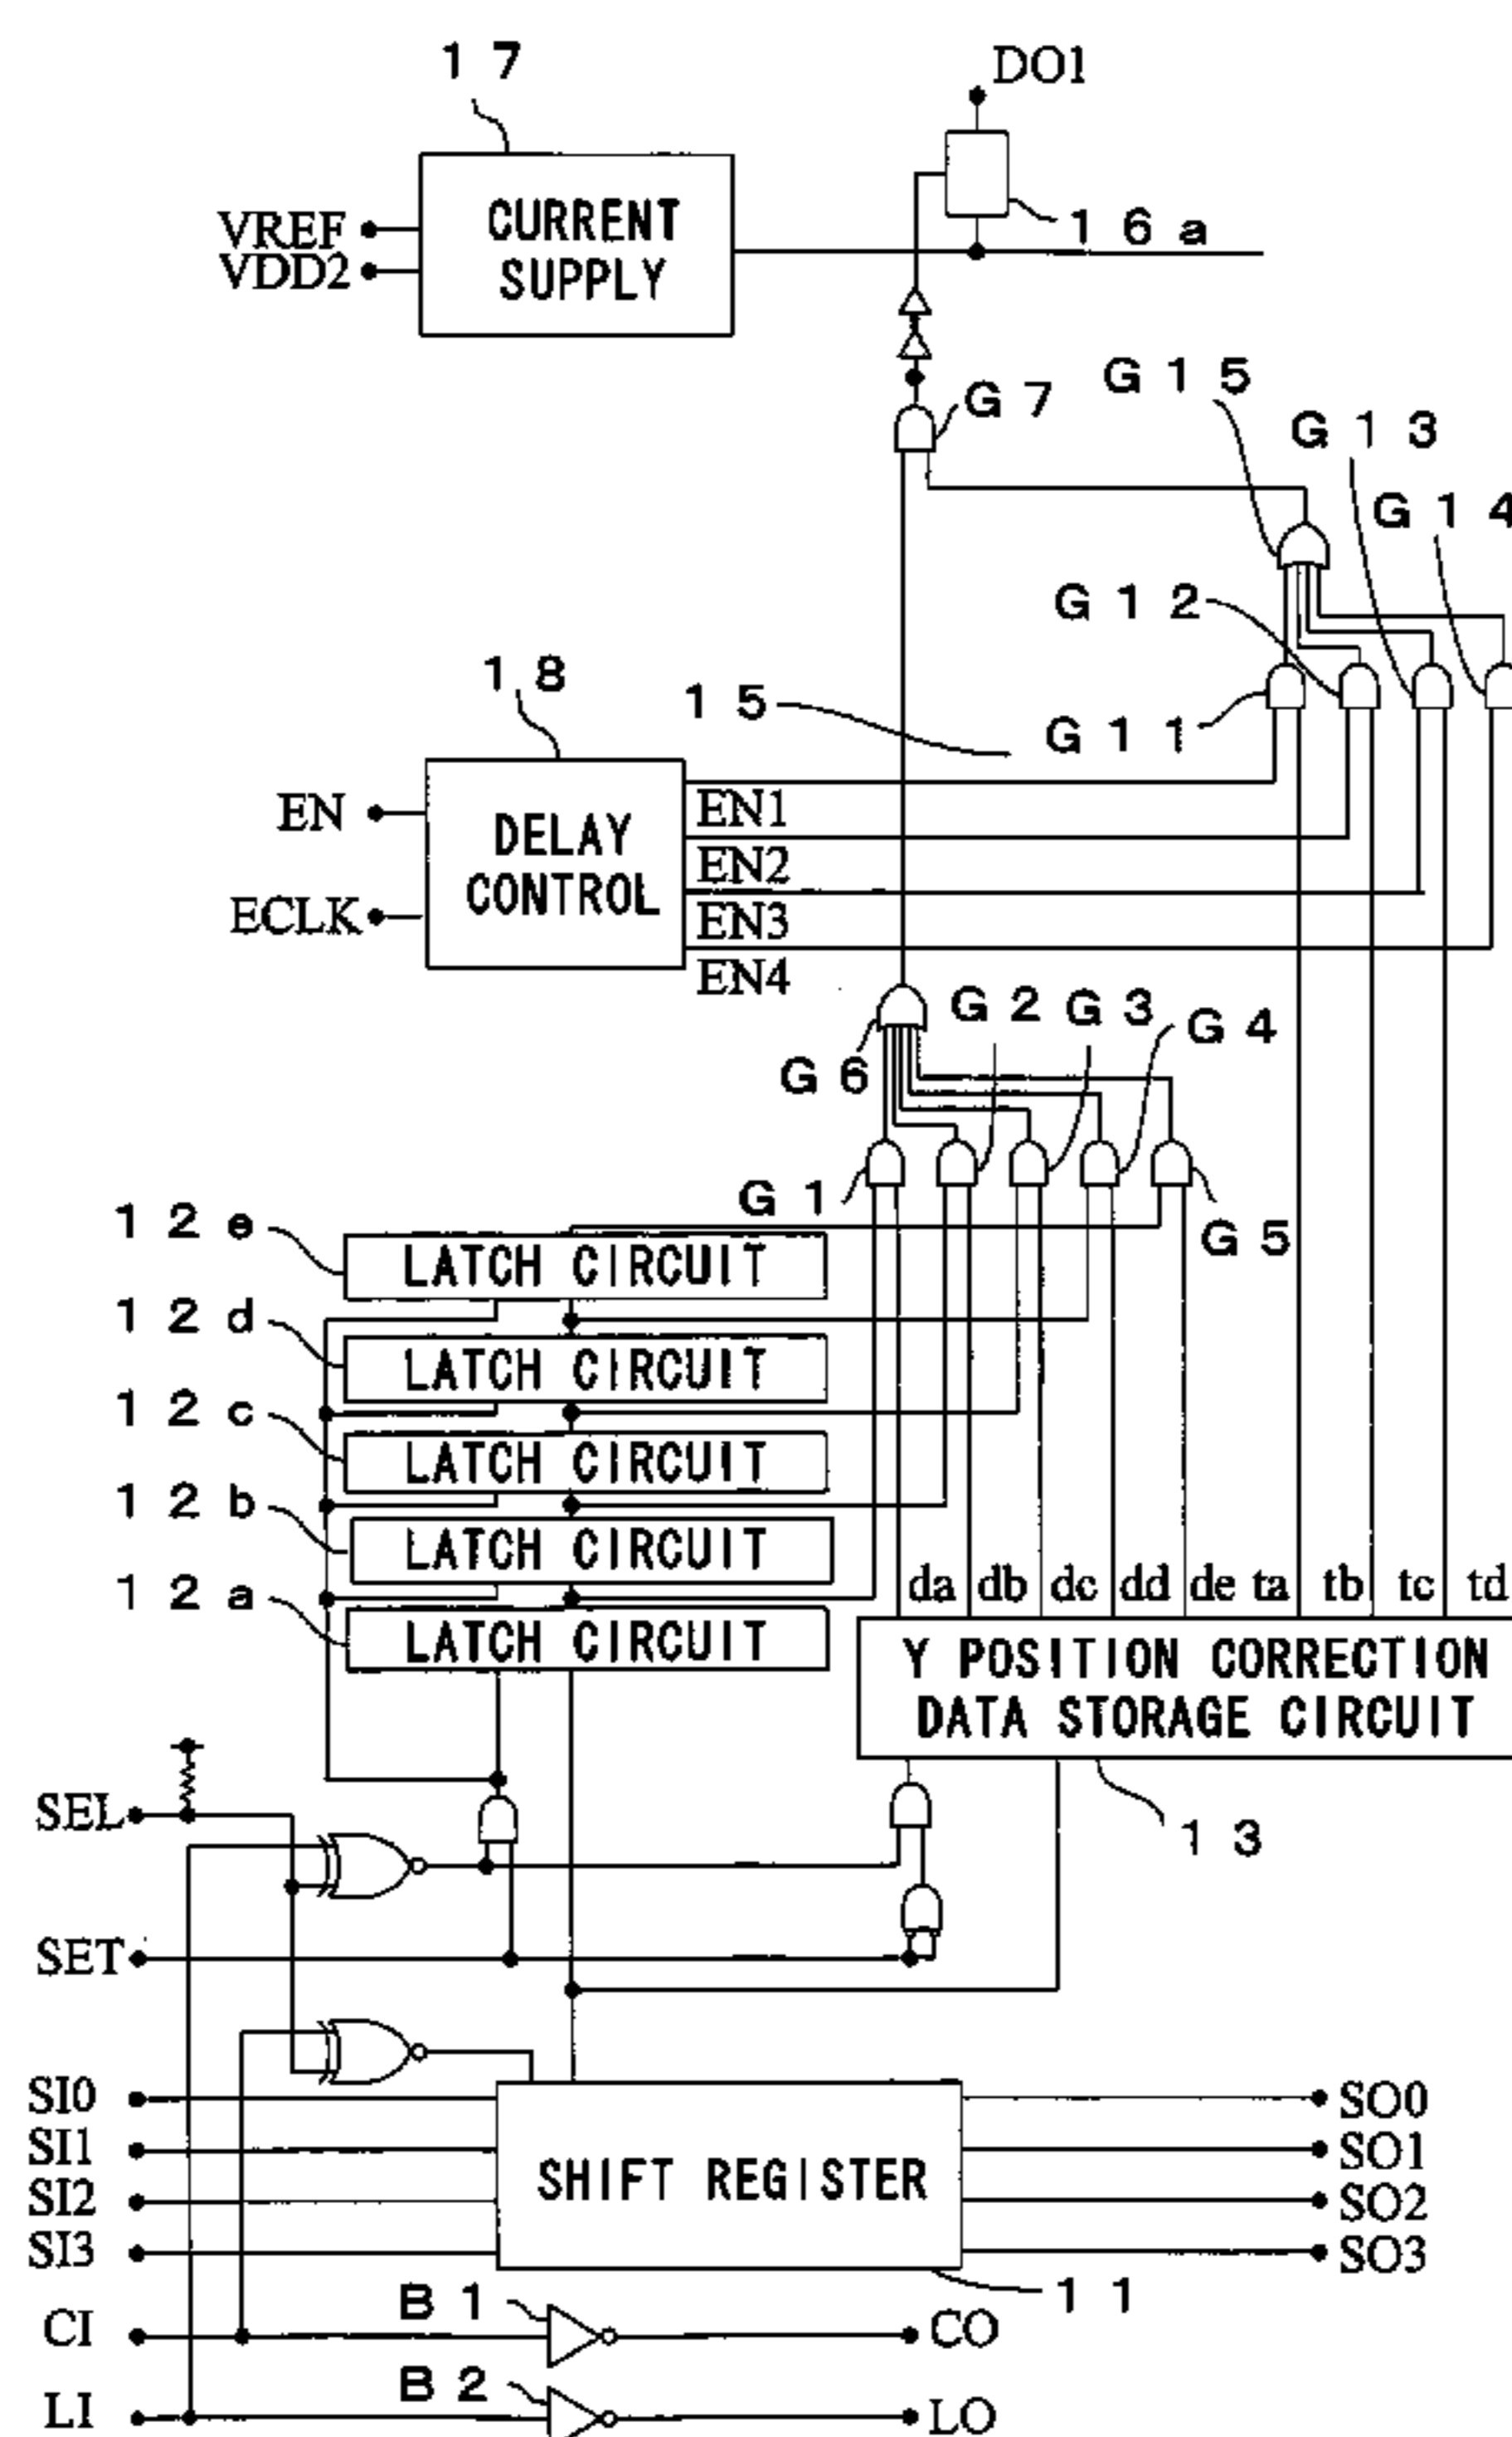 17
DO1
VREF
VDD2
CURRENT
SUPPLY
16a
G7
G15
G13
G14
G12
18
15
G11
EN
ECLK
DELAY
CONTROL
EN1
EN2
EN3
EN4
G6
G2
G3
G4
G1
G5
12e
LATCH CIRCUIT
12d
LATCH CIRCUIT
12c
LATCH CIRCUIT
12b
LATCH CIRCUIT
12a
LATCH CIRCUIT
da db dc dd de ta tb tc td
Y POSITION CORRECTION
DATA STORAGE CIRCUIT
13
SEL
SET
SI0
SI1
SI2
SI3
SHIFT REGISTER
SO0
SO1
SO2
SO3
11
CI
B1
CO
LI
B2
LO